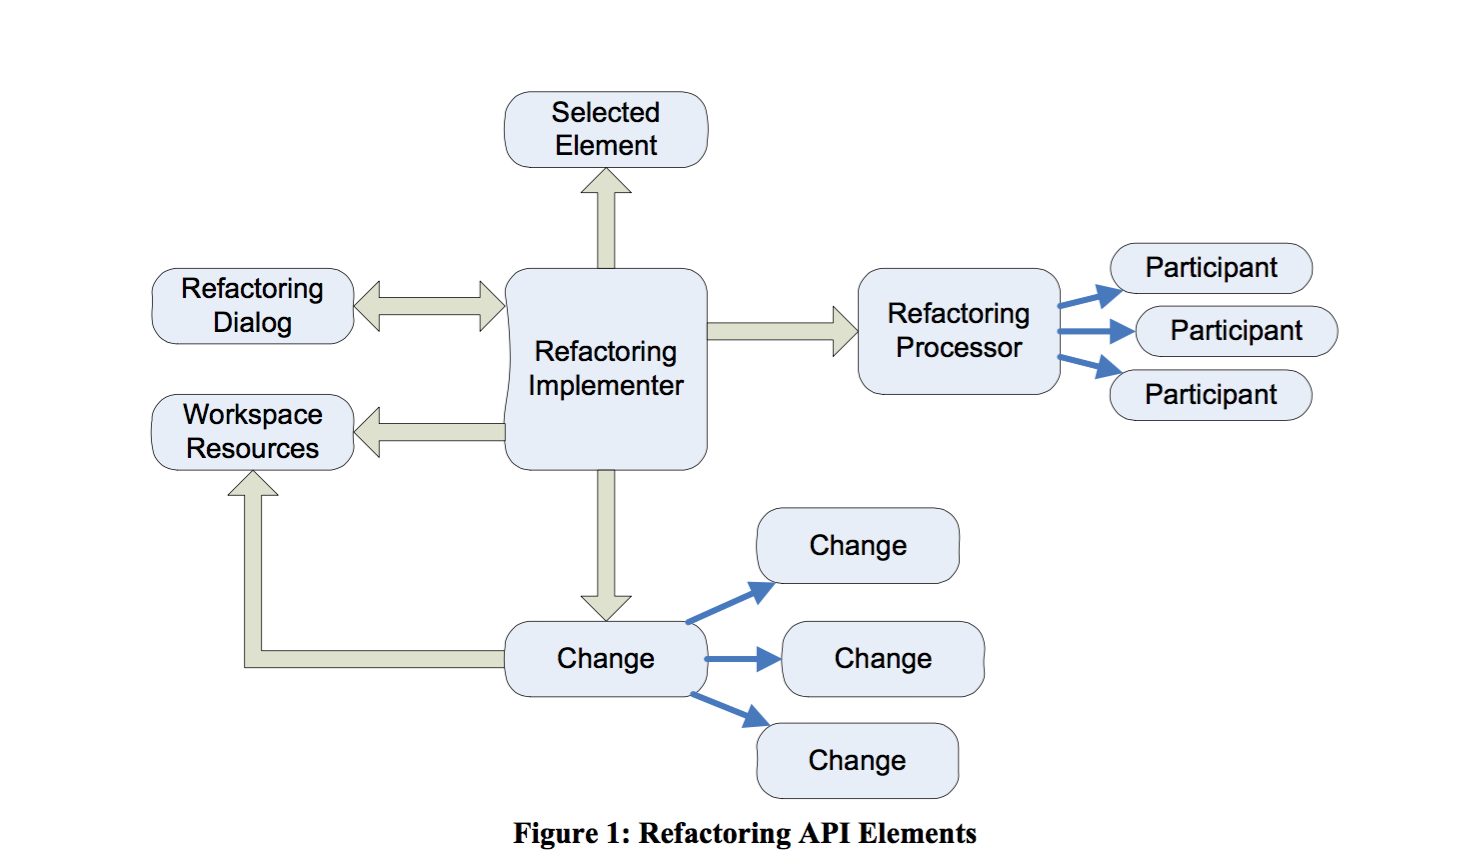 Selected
Element
Refactoring
Dialog
Workspace
Resources
Refactoring
Implementer
Refactoring
Processor
Participant
Participant
Participant
Change
Change
Change
Change
Figure 1: Refactoring API Elements